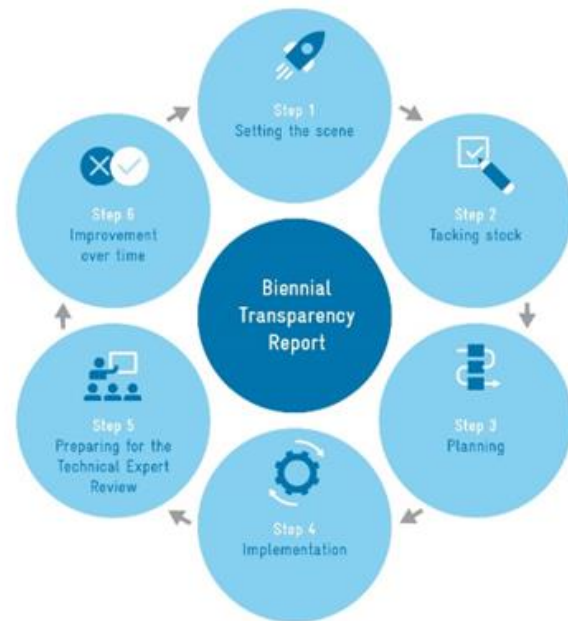 Step 1
Setting the scene
Step 2
Tacking stock
Step 3
Planning
Step 4
Implementation
Step 5
Preparing for the
Technical Expert
Review
Step 6
Improvement
over time
Biennial
Transparency
Report